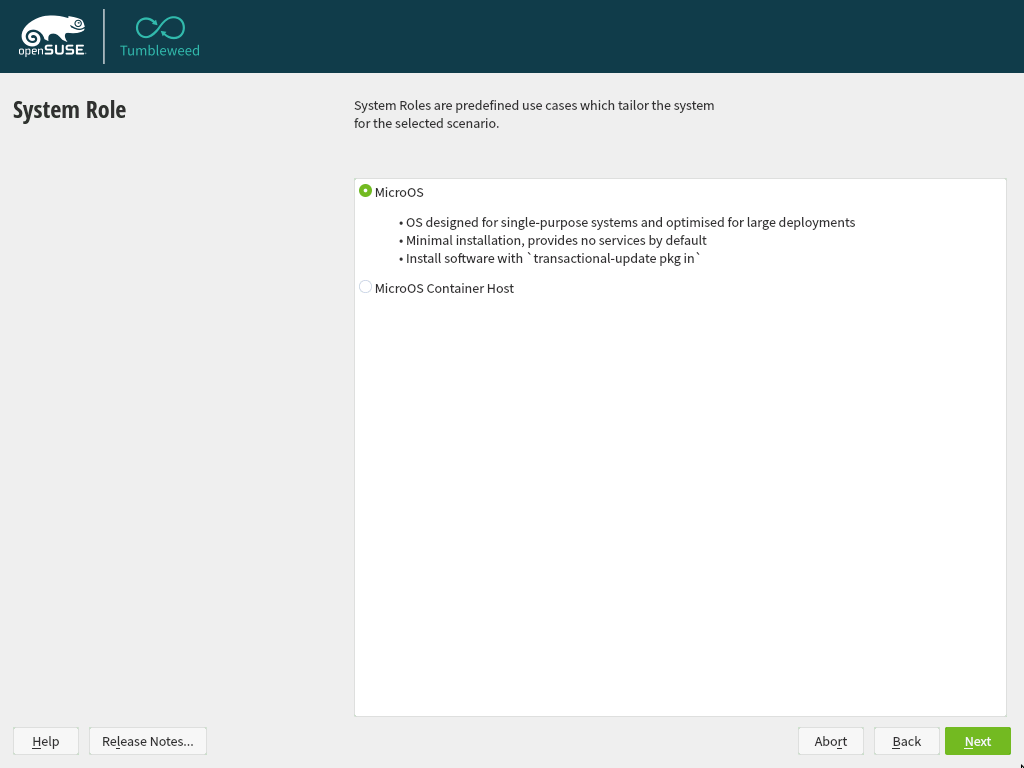 openSUSE.
Tumbleweed
System Role
System Roles are predefined use cases which tailor the system
for the selected scenario.
MicroOS
• OS designed for single-purpose systems and optimised for large deployments
• Minimal installation, provides no services by default
• Install software with `transactional-update pkg in`
MicroOS Container Host
Help
Release Notes...
Abort
Back
Next